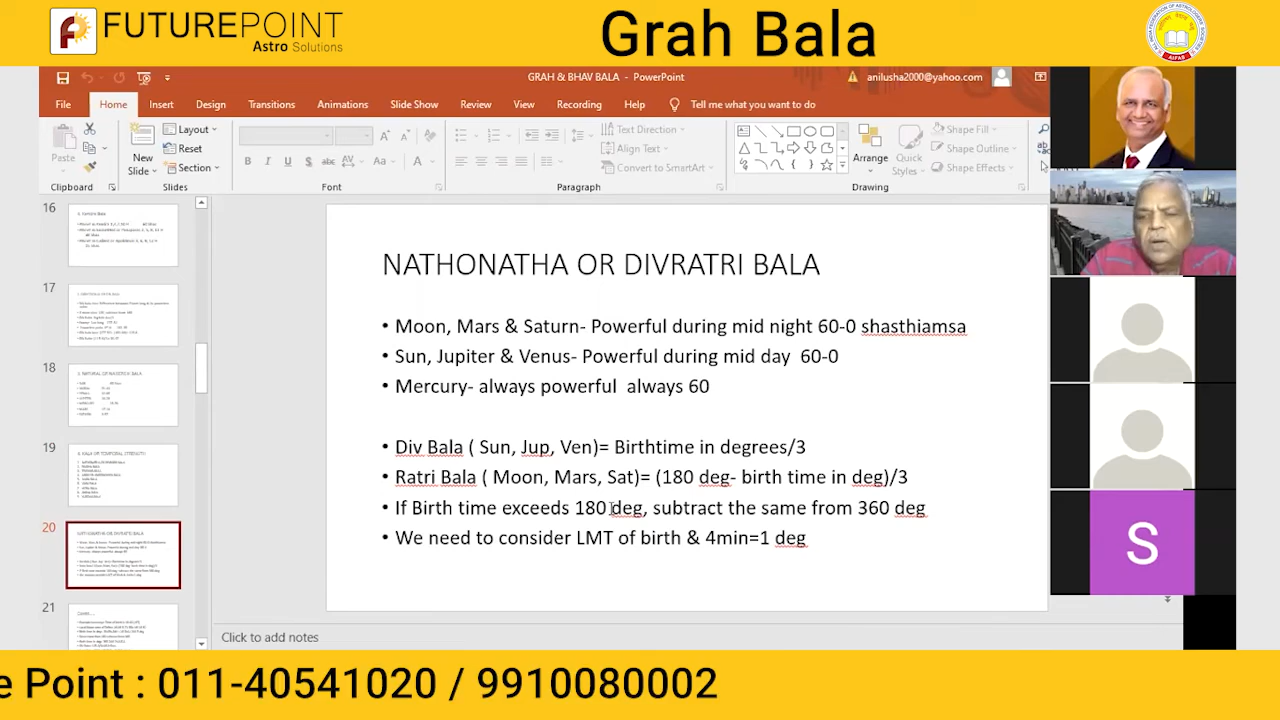 FUTUREPOINT
Astro Solutions
Grah Bala
GRAH & BHAV BALA - PowerPoint
anilusha2000@yahoo.com
File Home Insert Design Transitions Animations Slide Show Review View Recording Help Tell me what you want to do
Paste
New Slide
Layout
Reset
Section
Text Direction
Align Text
Convert to SmartArt
Arrange
Quick Styles
Shape Fill
Shape Outline
Shape Effects
Clipboard
Slides
Font
Paragraph
Drawing
16
17
18
19
20
21
NATHONATHA OR DIVRATRI BALA
• Moon, Mars & Saturn- Powerful during mid night 60-0 shasthiamsa
• Sun, Jupiter & Venus- Powerful during mid day 60-0
• Mercury- always powerful always 60
• Div Bala ( Sun, Jup, Ven)= Birthtime in degrees/3
• Ratri Bala ( Moon, Mars, Sat)= (180 deg- birth time in deg)/3
• If Birth time exceeds 180 deg, subtract the same from 360 deg
• We need to consider LMT of birth & 4min=1 deg
S
Click to add notes
e Point : 011-40541020 / 9910080002